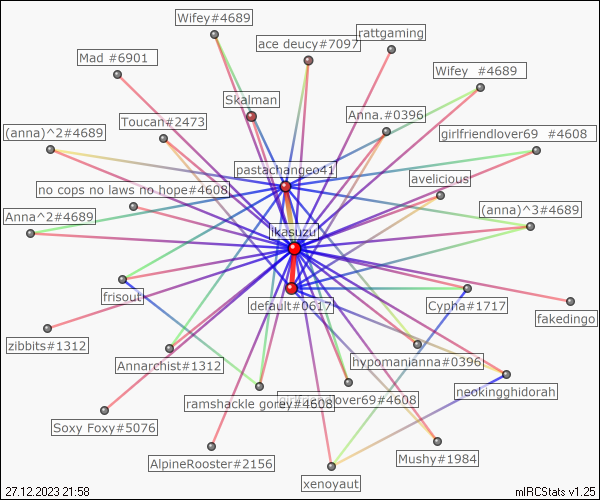 Wifey#4689
rattgaming
ace deucy#7097
Mad #6901
Wifey #4689
Skalman
Anna.#0396
Toucan#2473
(anna)^2#4689
girlfriendlover69 #4608
pastachangeo41
avelicious
no cops no laws no hope#4608
Anna^2#4689
(anna)^3#4689
likasuzu
frisout
default#0617
Cypha#1717
fakedingo
zibbits#1312
Annarchist#1312
hypomanianna#0396
neokingghidorah
ramshackle gorey#4608
girlfriendlover69#4608
Soxy Foxy#5076
AlpineRooster#2156
Mushy#1984
xenoyaut
27.12.2023 21:58
mIRCStats v1.25